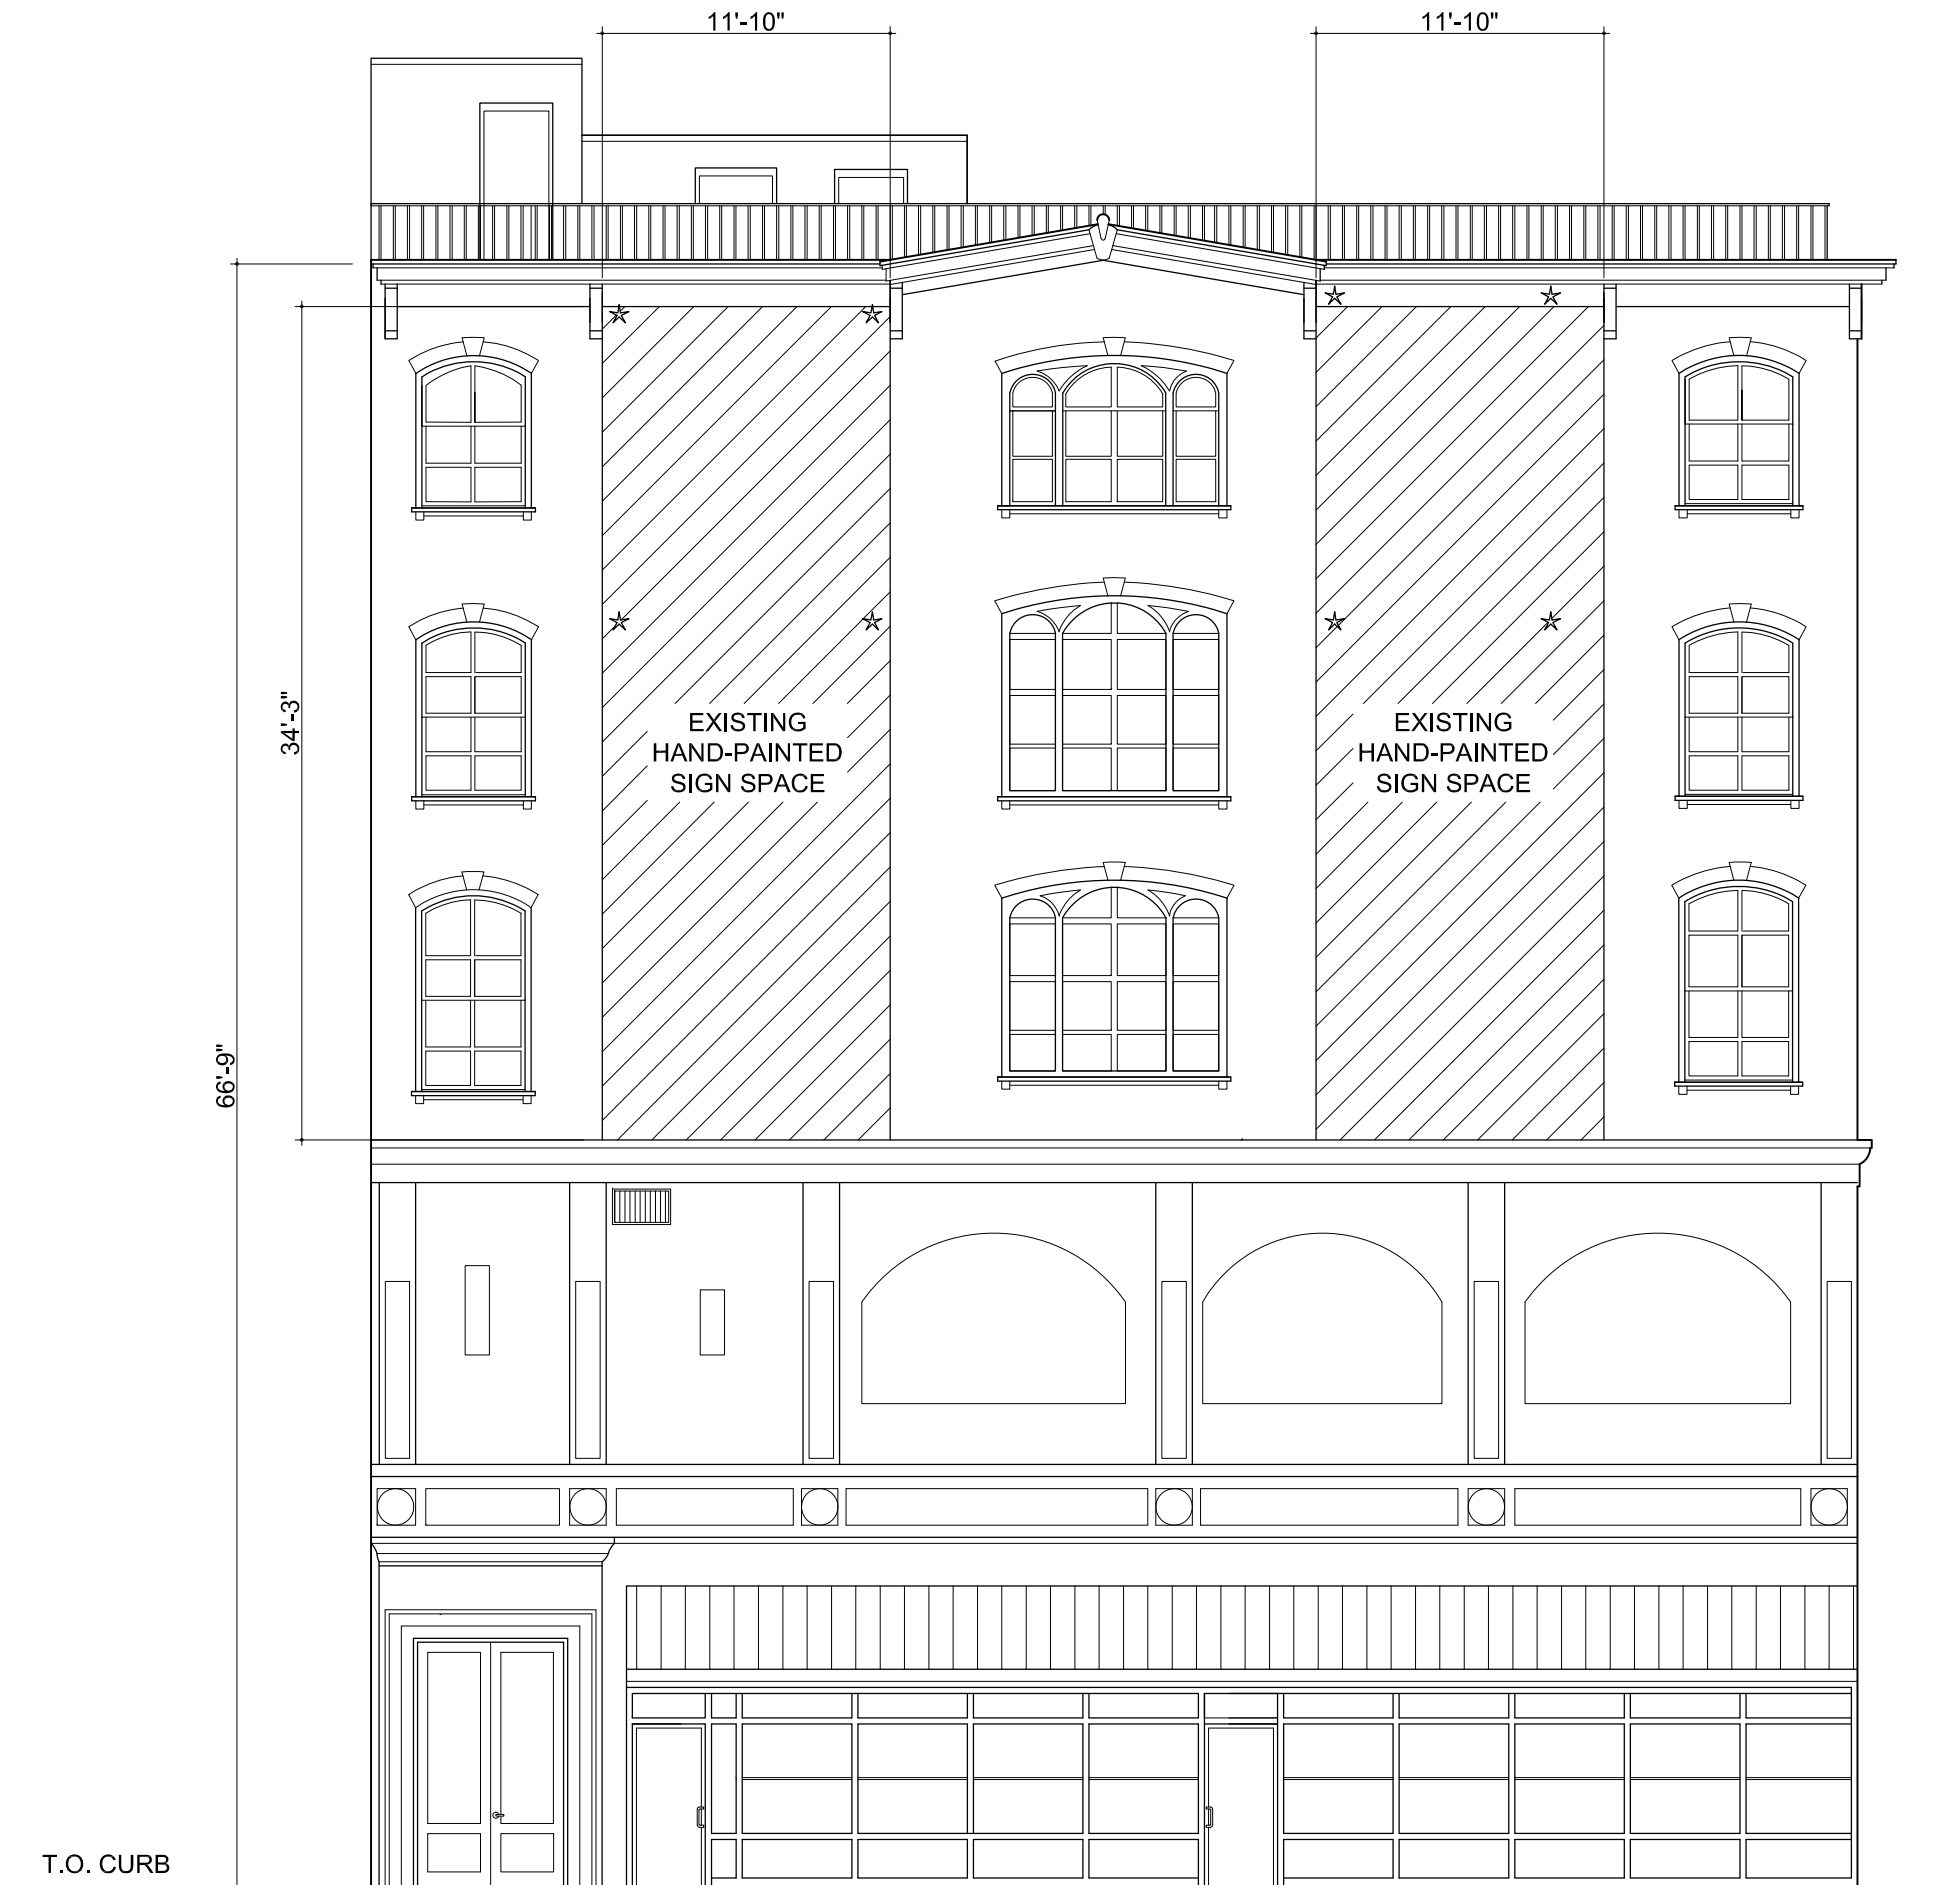 11'-10"
11'-10"
34'-3"
EXISTING
HAND-PAINTED
SIGN SPACE
EXISTING
HAND-PAINTED
SIGN SPACE
66'-9"
T.O. CURB